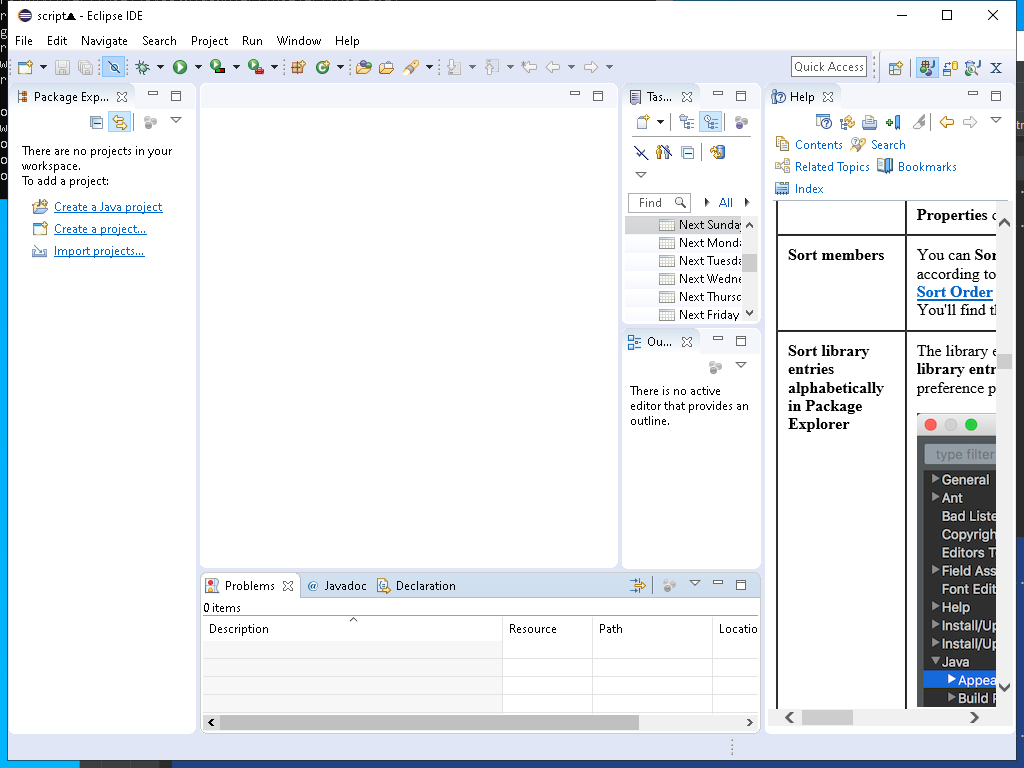 script▲ - Eclipse IDE
File Edit Navigate Search Project Run Window Help
Quick Access
Package Exp...
There are no projects in your
workspace.
To add a project:
Create a Java project
Create a project...
Import projects...
Tas...
Find
All
Next Sunday
Next Monda
Next Tuesda
Next Wedne
Next Thursd
Next Friday
Ou...
There is no active
editor that provides an
outline.
Help
Contents Search
Related Topics Bookmarks
Index
Properties
Sort members
You can Sor
according to
Sort Order
You'll find th
Sort library
entries
alphabetically
in Package
Explorer
The library e
library entr
preference p
type filter
General
Ant
Bad Liste
Copyrigh
Editors T
Field Ass
Font Edit
Help
Install/Up
Install/Up
Java
Appea
Build P
Problems @ Javadoc Declaration
0 items
Description Resource Path Locatio